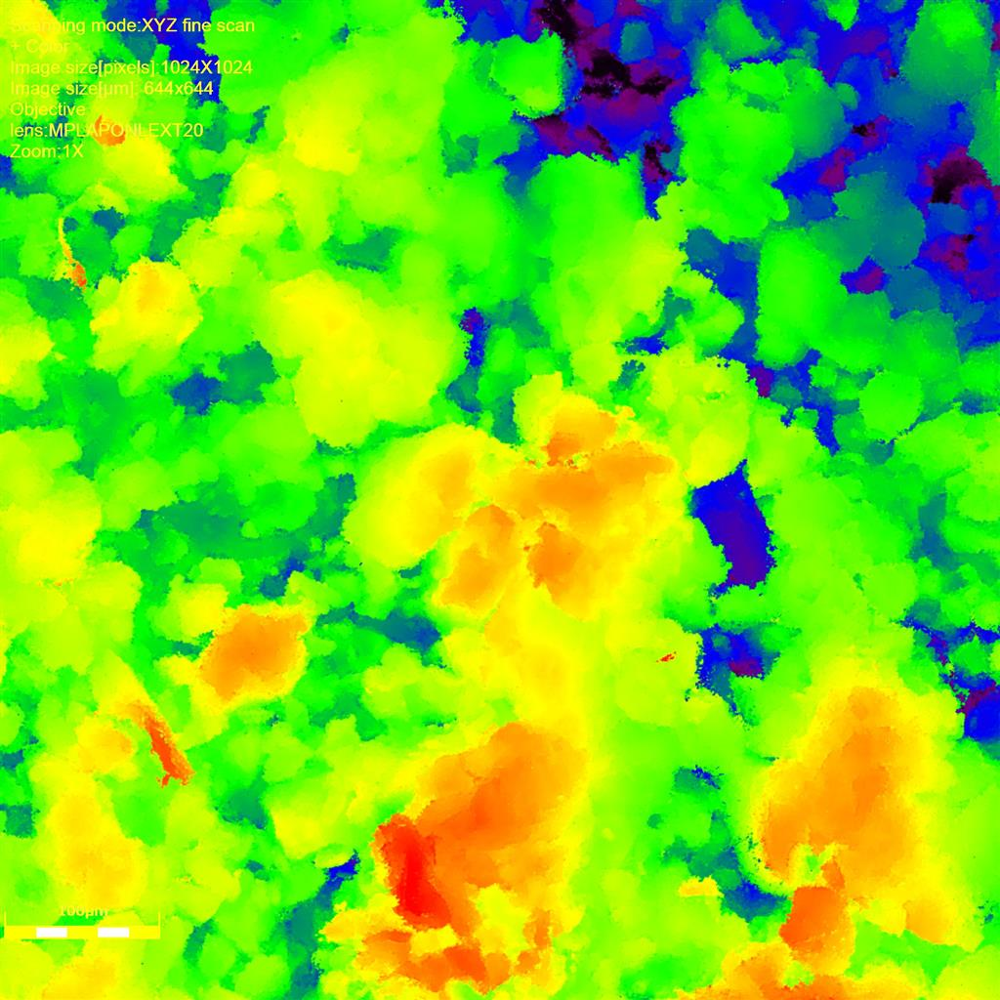 Scanning mode:XYZ fine scan
+ Color
Image size[pixels]:1024X1024
Image size[µm]: 644x644
Objective
lens:MPLAPONLEXT20
Zoom:1X
100µm